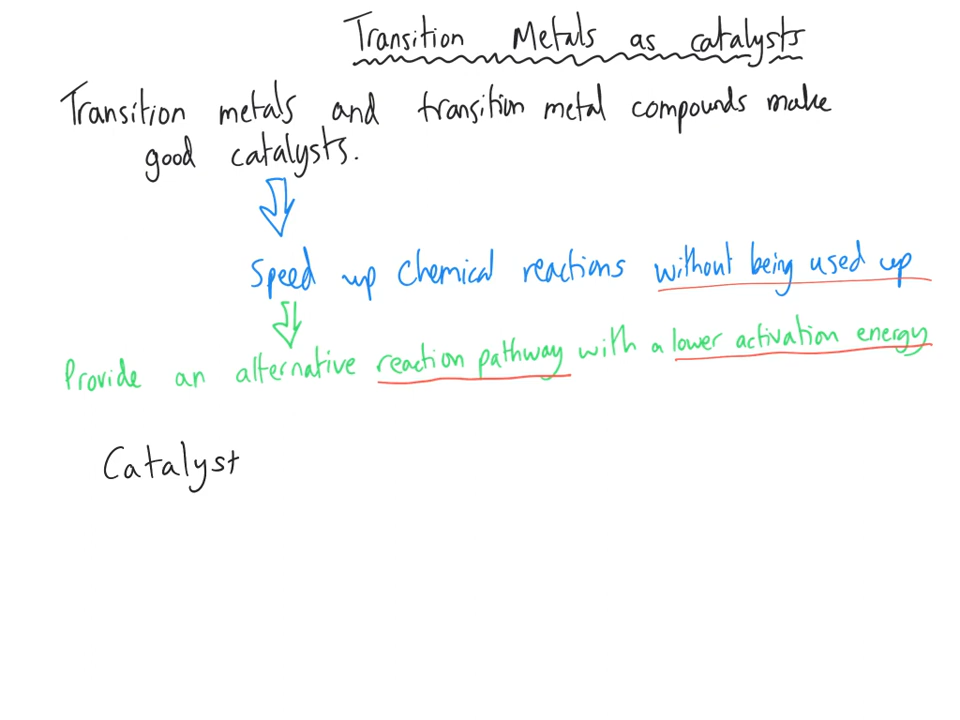 Transition Metals as catalysts
Transition metals and transition metal compounds make
good catalysts.
Speed up chemical reactions without being used up
Provide an alternative reaction pathway with a lower activation energy
Catalyst